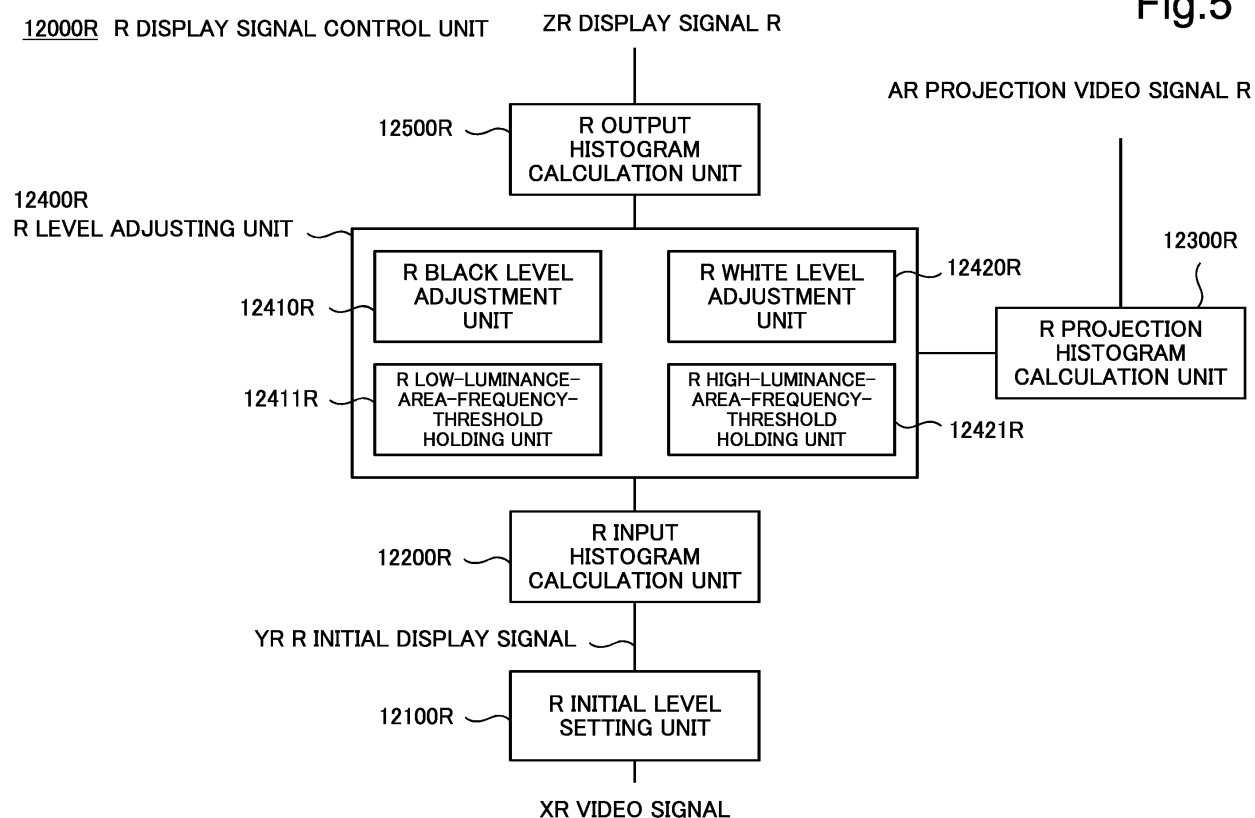 Fig.5
12000R R DISPLAY SIGNAL CONTROL UNIT
ZR DISPLAY SIGNAL R
AR PROJECTION VIDEO SIGNAL R
12500R
R OUTPUT
HISTOGRAM
CALCULATION UNIT
12400R
R LEVEL ADJUSTING UNIT
12300R
R BLACK LEVEL
ADJUSTMENT
UNIT
12410R
R WHITE LEVEL
ADJUSTMENT
UNIT
12420R
R PROJECTION
HISTOGRAM
CALCULATION UNIT
12411R
R LOW-LUMINANCE-
AREA-FREQUENCY-
THRESHOLD
HOLDING UNIT
R HIGH-LUMINANCE-
AREA-FREQUENCY-
THRESHOLD
HOLDING UNIT
12421R
12200R
R INPUT
HISTOGRAM
CALCULATION UNIT
YR R INITIAL DISPLAY SIGNAL
12100R
R INITIAL LEVEL
SETTING UNIT
XR VIDEO SIGNAL